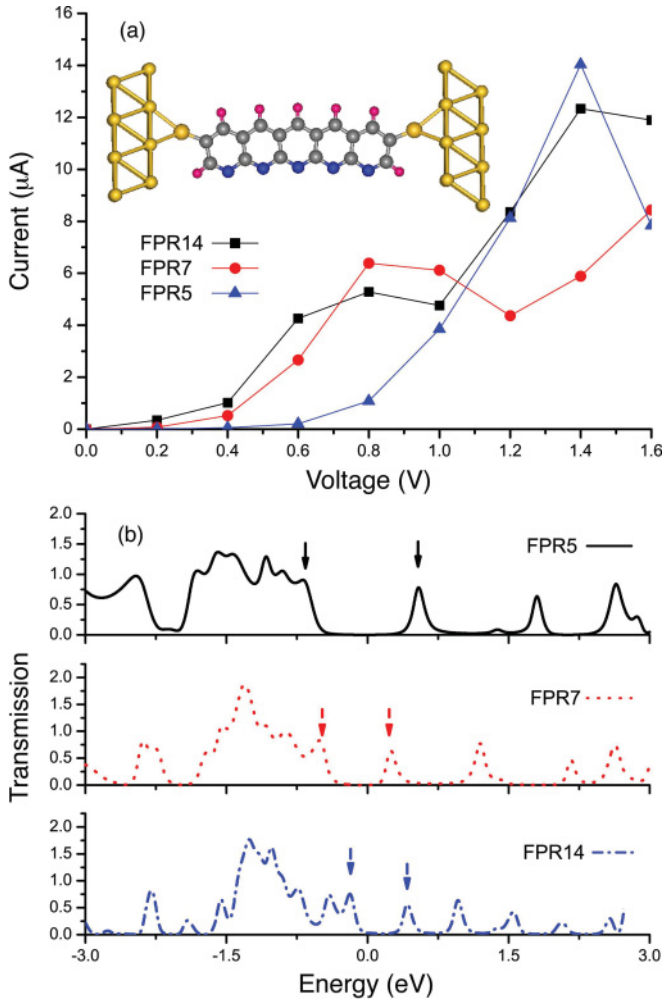 (a)
16
14
12
10
8
6
4
2
0
Current (μA)
FPR14
FPR7
FPR5
0.0 0.2 0.4 0.6 0.8 1.0 1.2 1.4 1.6
Voltage (V)
(b)
FPR5
2.0
1.5
1.0
0.5
0.0
FPR7
2.0
1.5
1.0
0.5
0.0
Transmission
FPR14
2.0
1.5
1.0
0.5
0.0
-3.0 -1.5 0.0 1.5 3.0
Energy (eV)